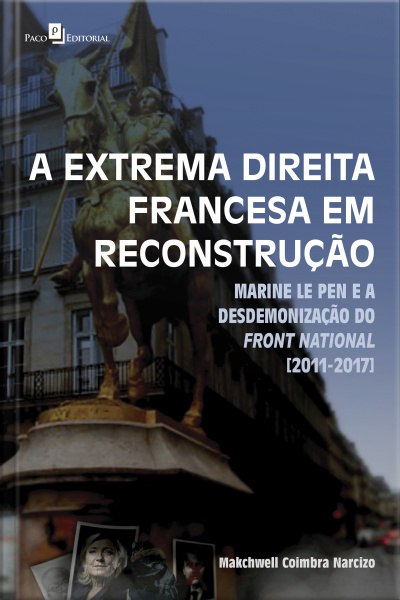 PACO EDITORIAL
A EXTREMA DIREITA
FRANCESA EM
RECONSTRUÇÃO
MARINE LE PEN E A
DESDEMONIZAÇÃO DO
FRONT NATIONAL
[2011-2017]
Makchwell Coimbra Narcizo